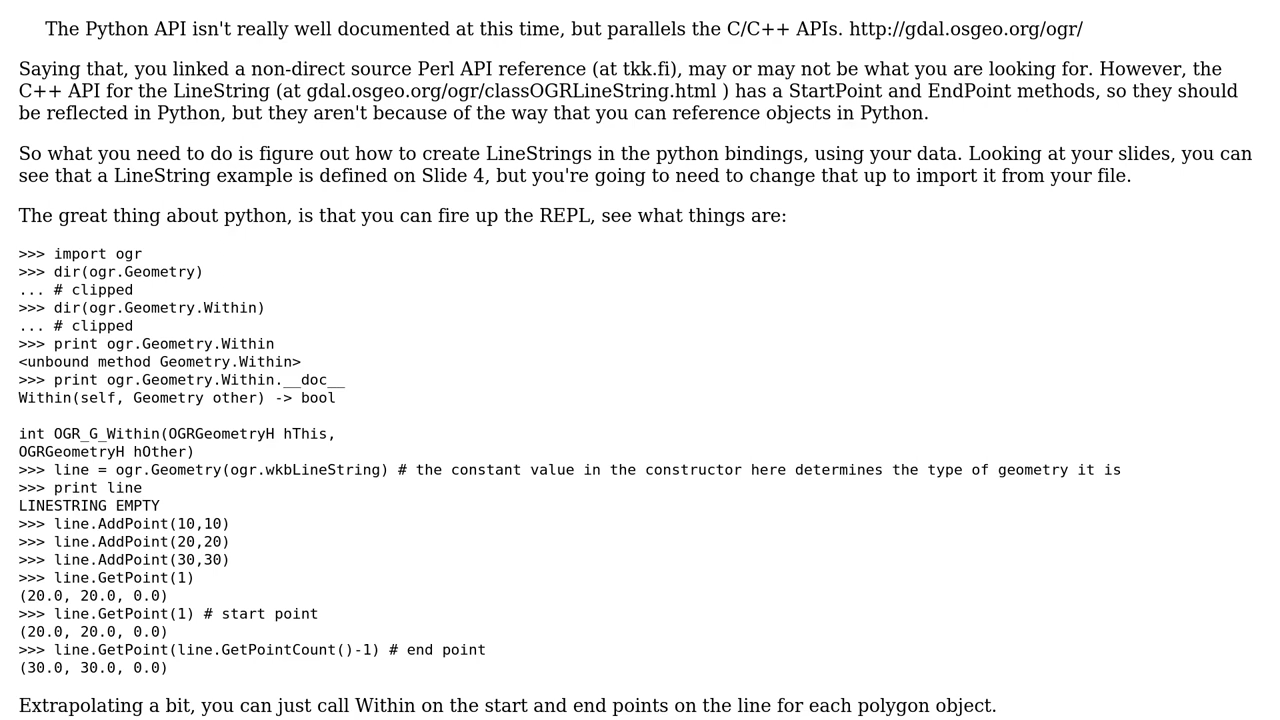 The Python API isn't really well documented at this time, but parallels the C/C++ APIs. http://gdal.osgeo.org/ogr/
Saying that, you linked a non-direct source Perl API reference (at tkk.fi), may or may not be what you are looking for. However, the
C++ API for the LineString (at gdal.osgeo.org/ogr/classOGRLineString.html ) has a StartPoint and EndPoint methods, so they should
be reflected in Python, but they aren't because of the way that you can reference objects in Python.
So what you need to do is figure out how to create LineStrings in the python bindings, using your data. Looking at your slides, you can
see that a LineString example is defined on Slide 4, but you're going to need to change that up to import it from your file.
The great thing about python, is that you can fire up the REPL, see what things are:
>>> import ogr
>>> dir(ogr.Geometry)
... # clipped
>>> dir(ogr.Geometry.Within)
... # clipped
>>> print ogr.Geometry.Within
<unbound method Geometry.Within>
>>> print ogr.Geometry.Within.__doc__
Within(self, Geometry other) -> bool
int OGR_G_Within(OGRGeometryH hThis,
OGRGeometryH hOther)
>>> line = ogr.Geometry(ogr.wkbLineString) # the constant value in the constructor here determines the type of geometry it is
>>> print line
LINESTRING EMPTY
>>> line.AddPoint(10,10)
>>> line.AddPoint(20,20)
>>> line.AddPoint(30,30)
>>> line.GetPoint(1)
(20.0, 20.0, 0.0)
>>> line.GetPoint(1) # start point
(20.0, 20.0, 0.0)
>>> line.GetPoint(line.GetPointCount()-1) # end point
(30.0, 30.0, 0.0)
Extrapolating a bit, you can just call Within on the start and end points on the line for each polygon object.